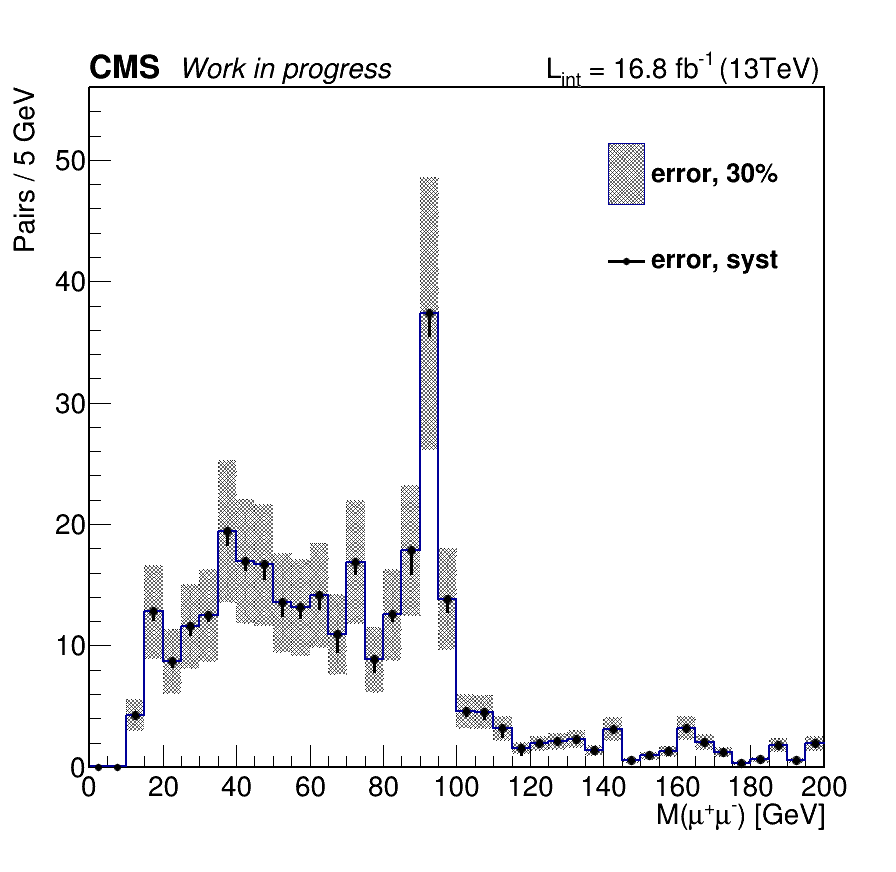 CMS Work in progress L_int = 16.8 fb⁻¹ (13TeV)
Pairs / 5 GeV
50
40
30
20
10
0
error, 30%
error, syst
0 20 40 60 80 100 120 140 160 180 200
M(μ⁺μ⁻) [GeV]